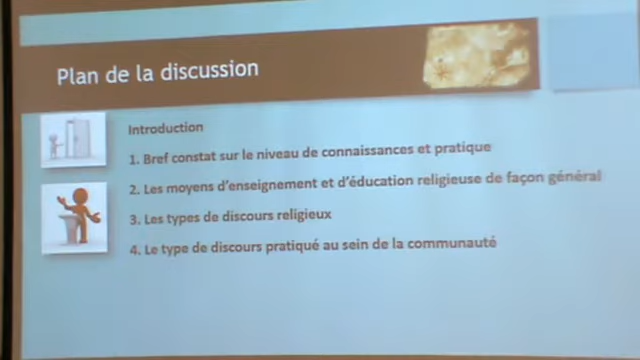 Plan de la discussion
Introduction
1. Bref constat sur le niveau de connaissances et pratique
2. Les moyens d'enseignement et d'éducation religieuse de façon général
3. Les types de discours religieux
4. Le type de discours pratiqué au sein de la communauté